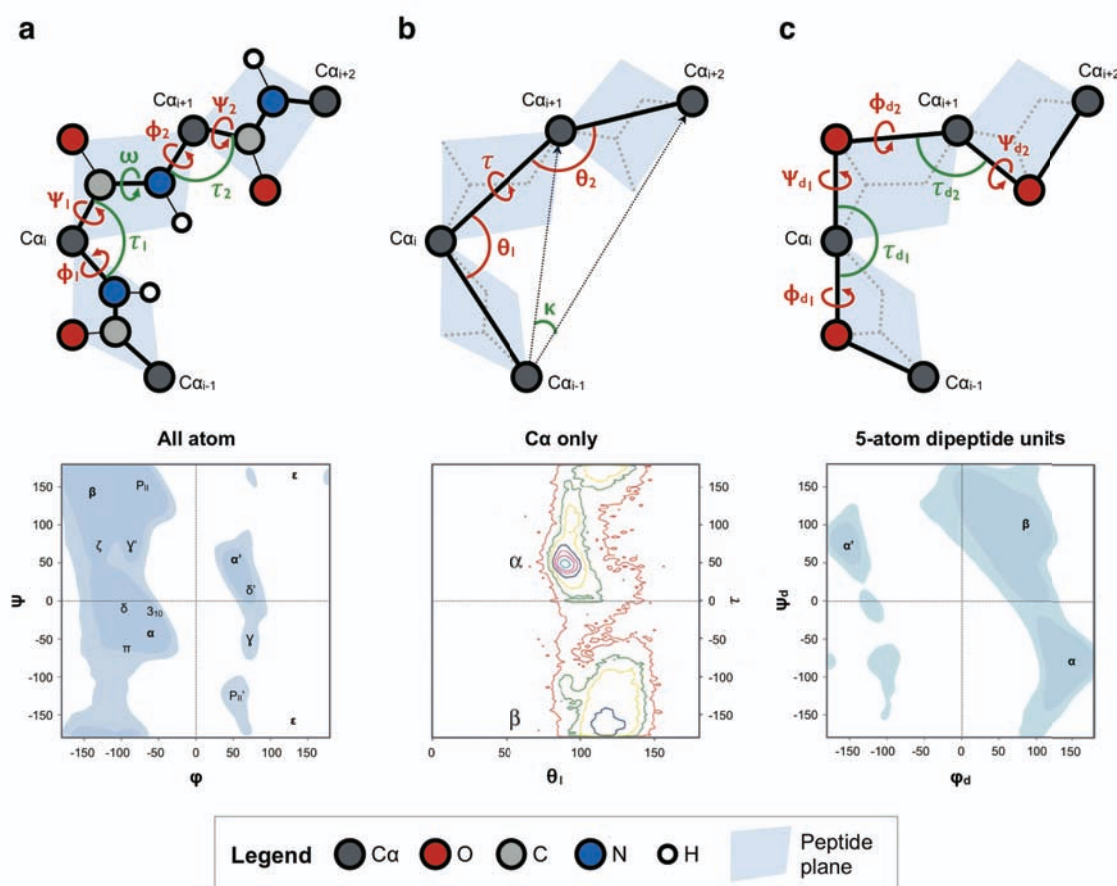 a
b
c
Cαi+2
Cαi+1
ψ2
ϕ2
ω
τ2
ψ1
Cαi
τ1
ϕ1
Cαi-1
Cαi+2
Cαi+1
τ
θ2
Cαi
θ1
κ
Cαi-1
Cαi+2
Cαi+1
ϕd2
ψd2
ψd1
τd2
Cαi
τd1
ϕd1
Cαi-1
All atom
Cα only
5-atom dipeptide units
150
100
50
0
-50
-100
-150
ψ
β
PII
ε
ζ
γ'
α'
δ
δ'
310
α
π
γ
PII'
ε
-150 -100 -50 0 50 100 150
φ
α
β
150
100
50
0
-50
-100
-150
τ
0 50 100 150
θ1
150
100
50
0
-50
-100
-150
ψd
α'
β
α
-150 -100 -50 0 50 100 150
φd
Legend Cα O C N H Peptide
plane